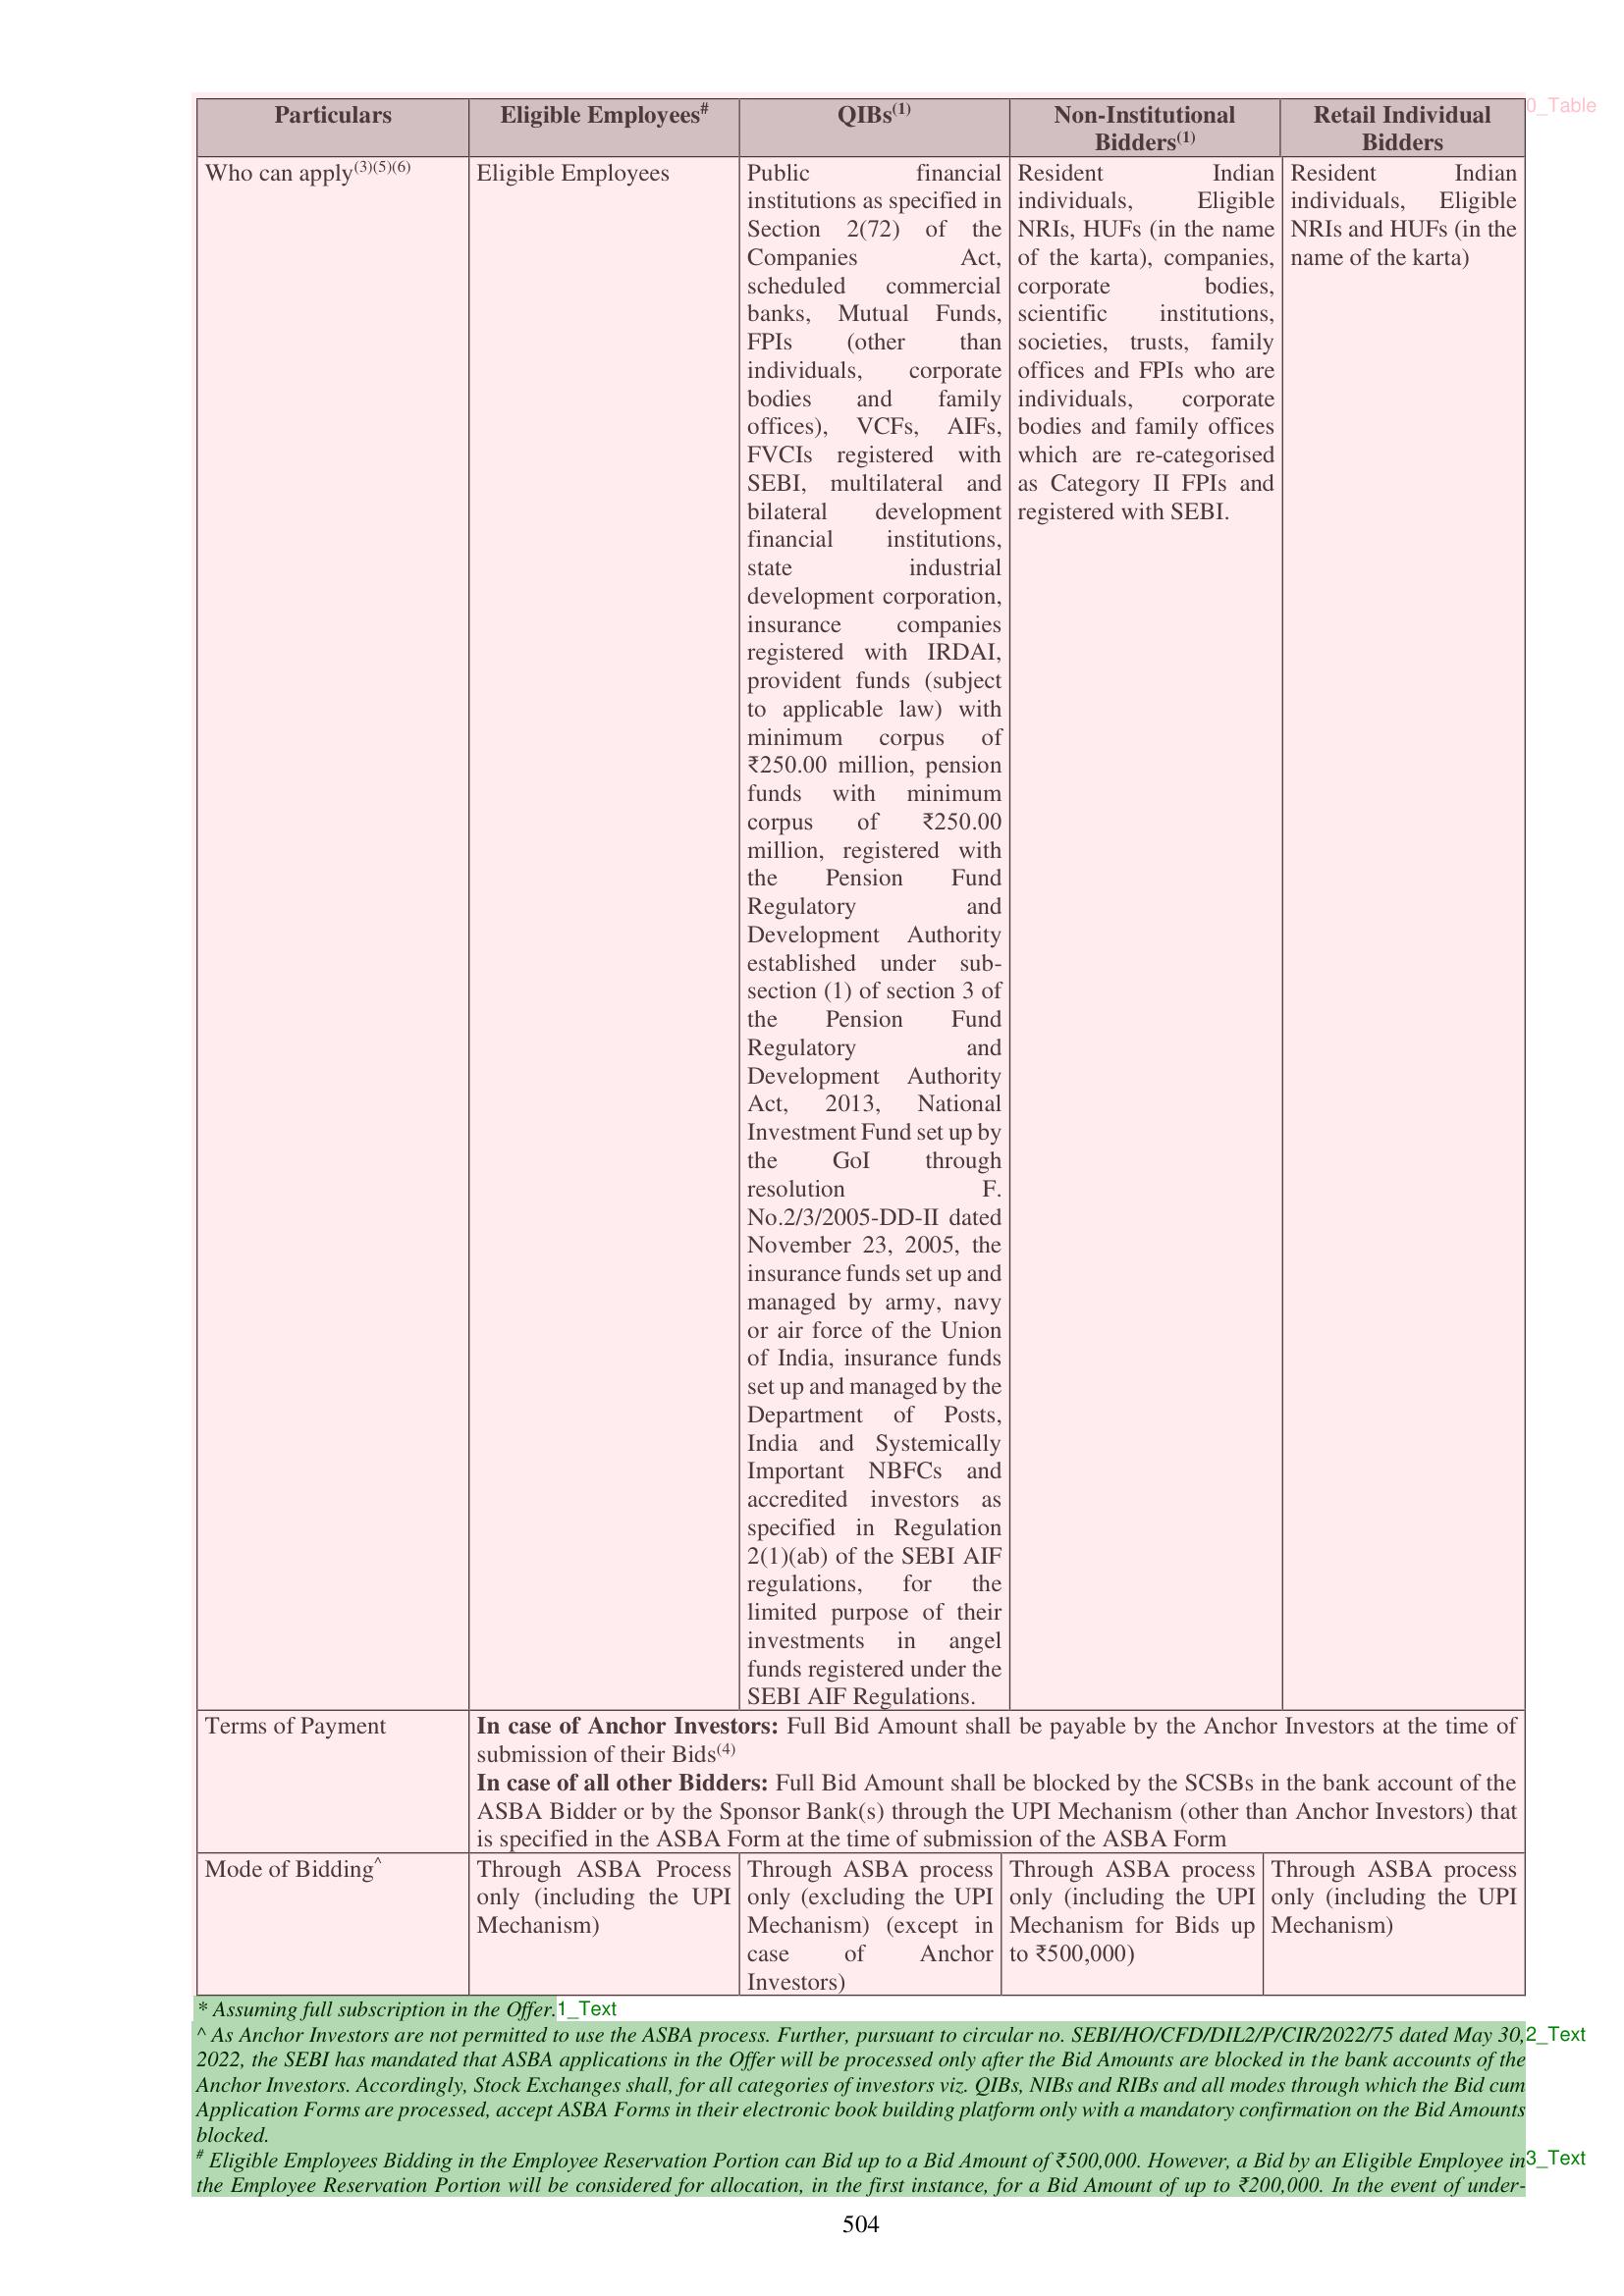 Particulars
Eligible Employees#
QIBs(1)
Non-Institutional
Bidders(1)
Retail Individual
Bidders
0_Table
Who can apply(3)(5)(6)
Eligible Employees
Public financial
institutions as specified in
Section 2(72) of the
Companies Act,
scheduled commercial
banks, Mutual Funds,
FPIs (other than
individuals, corporate
bodies and family
offices), VCFs, AIFs,
FVCIs registered with
SEBI, multilateral and
bilateral development
financial institutions,
state industrial
development corporation,
insurance companies
registered with IRDAI,
provident funds (subject
to applicable law) with
minimum corpus of
₹250.00 million, pension
funds with minimum
corpus of ₹250.00
million, registered with
the Pension Fund
Regulatory and
Development Authority
established under sub-
section (1) of section 3 of
the Pension Fund
Regulatory and
Development Authority
Act, 2013, National
Investment Fund set up by
the GoI through
resolution F.
No.2/3/2005-DD-II dated
November 23, 2005, the
insurance funds set up and
managed by army, navy
or air force of the Union
of India, insurance funds
set up and managed by the
Department of Posts,
India and Systemically
Important NBFCs and
accredited investors as
specified in Regulation
2(1)(ab) of the SEBI AIF
regulations, for the
limited purpose of their
investments in angel
funds registered under the
SEBI AIF Regulations.
Resident Indian
individuals, Eligible
NRIs, HUFs (in the name
of the karta), companies,
corporate bodies,
scientific institutions,
societies, trusts, family
offices and FPIs who are
individuals, corporate
bodies and family offices
which are re-categorised
as Category II FPIs and
registered with SEBI.
Resident Indian
individuals, Eligible
NRIs and HUFs (in the
name of the karta)
Terms of Payment
In case of Anchor Investors: Full Bid Amount shall be payable by the Anchor Investors at the time of
submission of their Bids(4)
In case of all other Bidders: Full Bid Amount shall be blocked by the SCSBs in the bank account of the
ASBA Bidder or by the Sponsor Bank(s) through the UPI Mechanism (other than Anchor Investors) that
is specified in the ASBA Form at the time of submission of the ASBA Form
Mode of Bidding^
Through ASBA Process
only (including the UPI
Mechanism)
Through ASBA process
only (excluding the UPI
Mechanism) (except in
case of Anchor
Investors)
Through ASBA process
only (including the UPI
Mechanism for Bids up
to ₹500,000)
Through ASBA process
only (including the UPI
Mechanism)
* Assuming full subscription in the Offer.
1_Text
^ As Anchor Investors are not permitted to use the ASBA process. Further, pursuant to circular no. SEBI/HO/CFD/DIL2/P/CIR/2022/75 dated May 30,
2_Text
2022, the SEBI has mandated that ASBA applications in the Offer will be processed only after the Bid Amounts are blocked in the bank accounts of the
Anchor Investors. Accordingly, Stock Exchanges shall, for all categories of investors viz. QIBs, NIBs and RIBs and all modes through which the Bid cum
Application Forms are processed, accept ASBA Forms in their electronic book building platform only with a mandatory confirmation on the Bid Amounts
blocked.
# Eligible Employees Bidding in the Employee Reservation Portion can Bid up to a Bid Amount of ₹500,000. However, a Bid by an Eligible Employee in
3_Text
the Employee Reservation Portion will be considered for allocation, in the first instance, for a Bid Amount of up to ₹200,000. In the event of under-
504